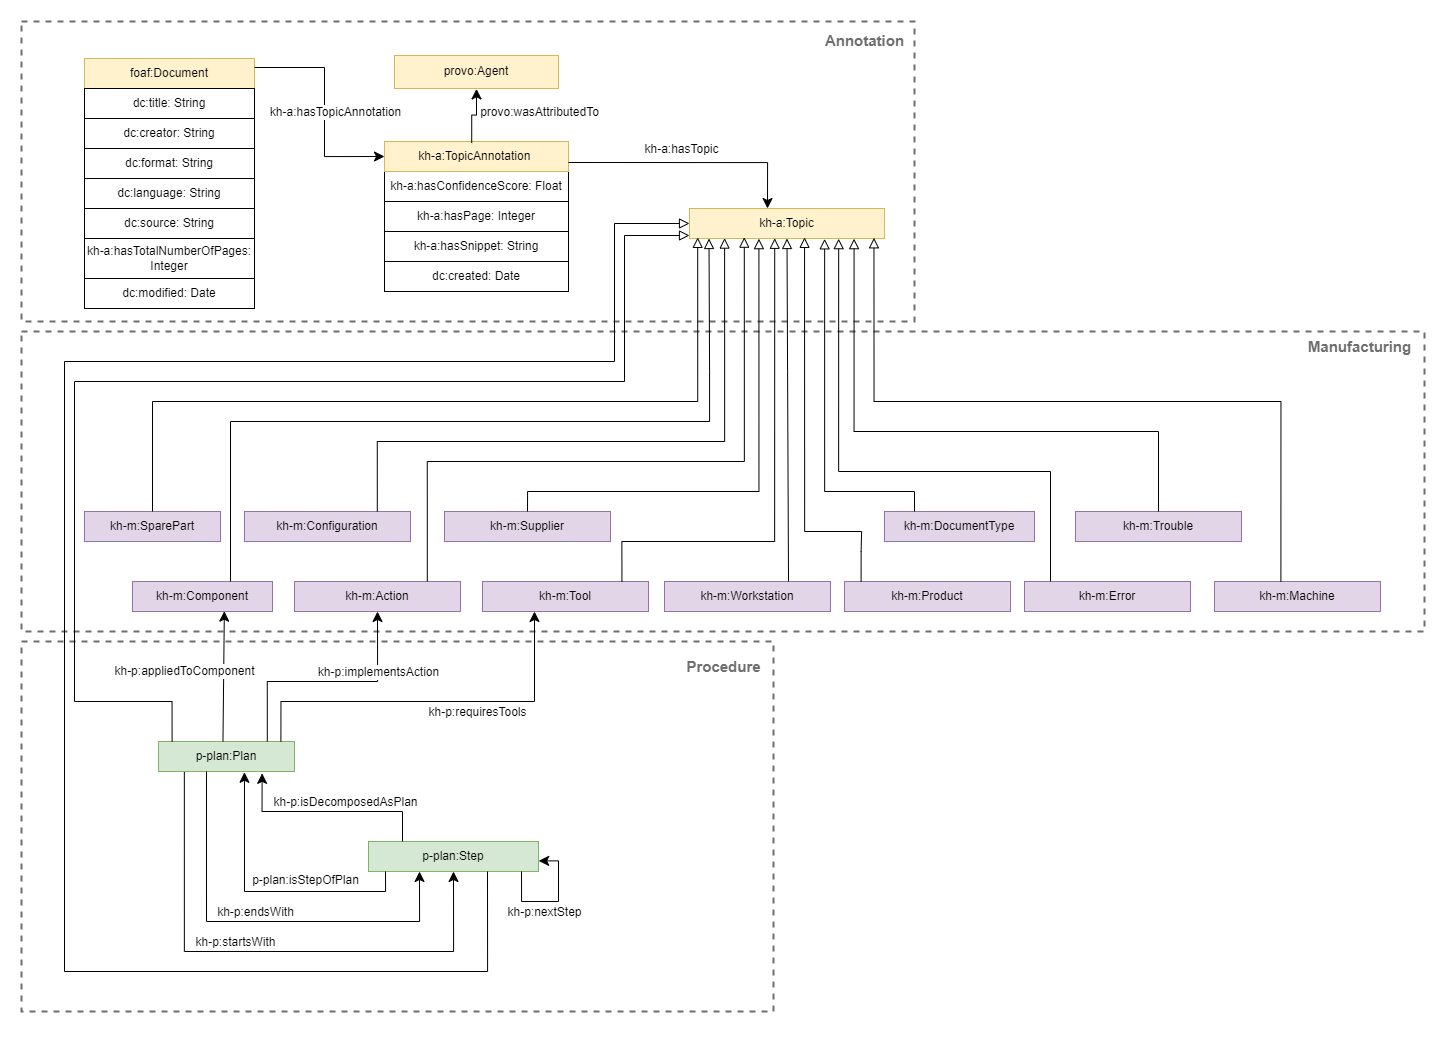 Annotation
foaf:Document
dc:title: String
dc:creator: String
dc:format: String
dc:language: String
dc:source: String
kh-a:hasTotalNumberOfPages:
Integer
dc:modified: Date
kh-a:hasTopicAnnotation
provo:Agent
provo:wasAttributedTo
kh-a:TopicAnnotation
kh-a:hasConfidenceScore: Float
kh-a:hasPage: Integer
kh-a:hasSnippet: String
dc:created: Date
kh-a:hasTopic
kh-a:Topic
Manufacturing
kh-m:SparePart
kh-m:Configuration
kh-m:Supplier
kh-m:DocumentType
kh-m:Trouble
kh-m:Component
kh-m:Action
kh-m:Tool
kh-m:Workstation
kh-m:Product
kh-m:Error
kh-m:Machine
Procedure
kh-p:appliedToComponent
kh-p:implementsAction
kh-p:requiresTools
p-plan:Plan
kh-p:isDecomposedAsPlan
p-plan:Step
p-plan:isStepOfPlan
kh-p:endsWith
kh-p:nextStep
kh-p:startsWith